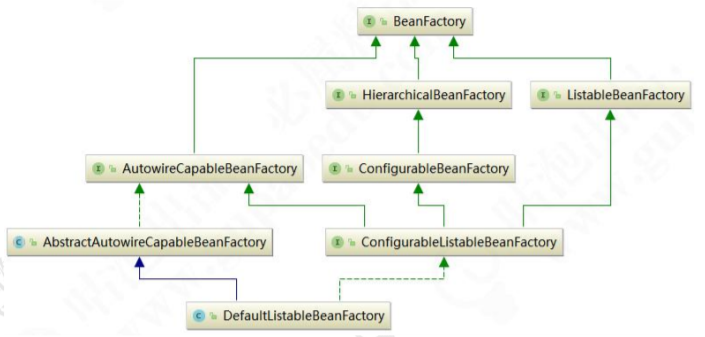 BeanFactory
HierarchicalBeanFactory
ListableBeanFactory
AutowireCapableBeanFactory
ConfigurableBeanFactory
AbstractAutowireCapableBeanFactory
ConfigurableListableBeanFactory
DefaultListableBeanFactory